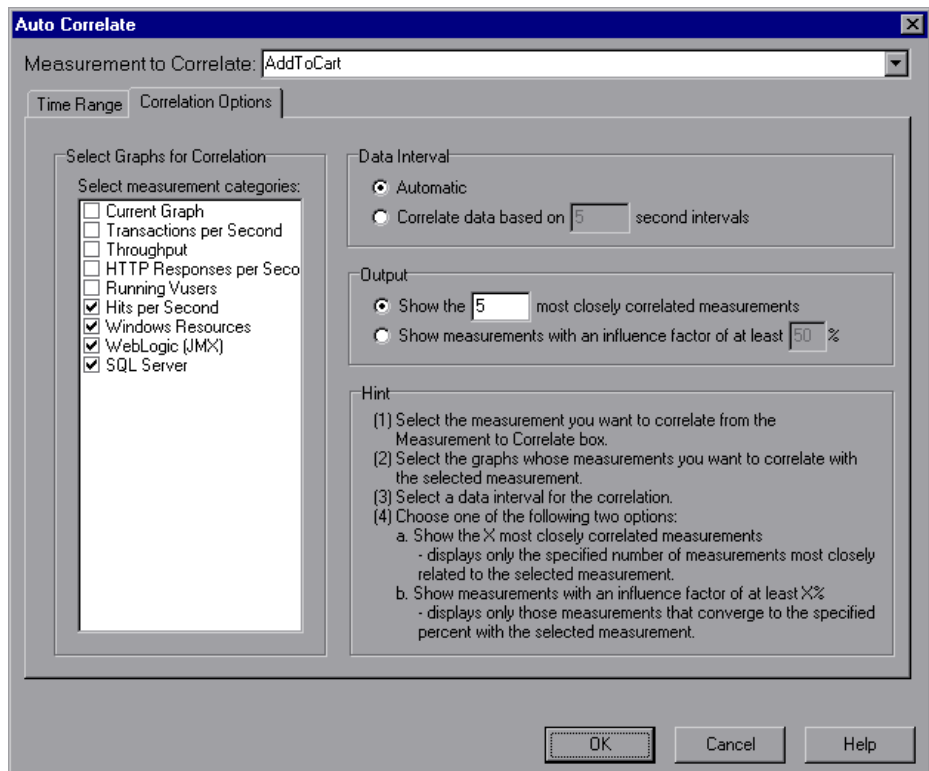 Auto Correlate
Measurement to Correlate: AddToCart
Time Range Correlation Options
Select Graphs for Correlation
Select measurement categories:
Current Graph
Transactions per Second
Throughput
HTTP Responses per Seco
Running Vusers
Hits per Second
Windows Resources
WebLogic (JMX)
SQL Server
Data Interval
Automatic
Correlate data based on 5 second intervals
Output
Show the 5 most closely correlated measurements
Show measurements with an influence factor of at least 50 %
Hint
(1) Select the measurement you want to correlate from the
Measurement to Correlate box.
(2) Select the graphs whose measurements you want to correlate with
the selected measurement.
(3) Select a data interval for the correlation.
(4) Choose one of the following two options:
a. Show the X most closely correlated measurements
- displays only the specified number of measurements most closely
related to the selected measurement.
b. Show measurements with an influence factor of at least X%
- displays only those measurements that converge to the specified
percent with the selected measurement.
OK Cancel Help